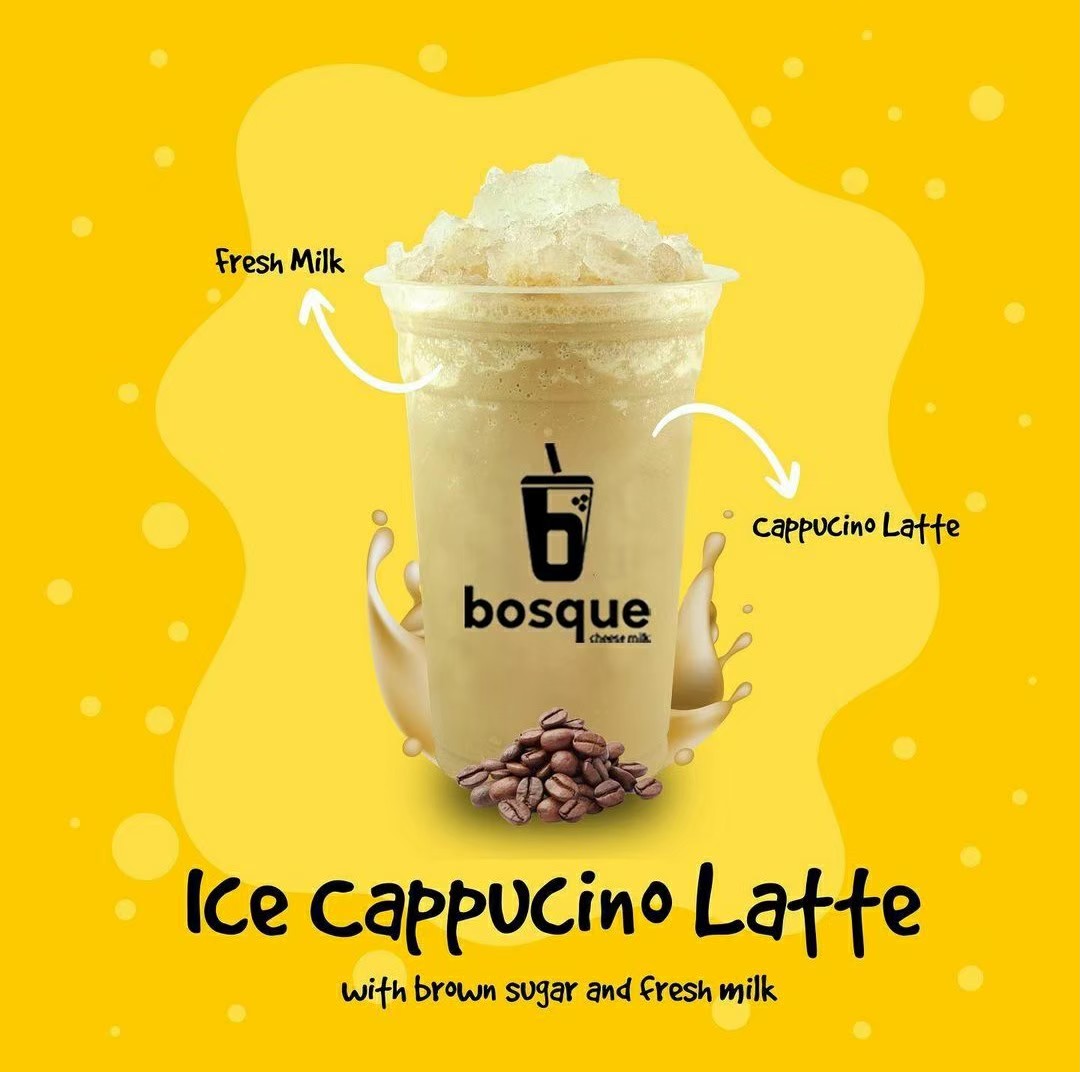 Fresh Milk
Cappucino Latte
bosque
cheese milk
Ice Cappucino Latte
with brown sugar and fresh milk